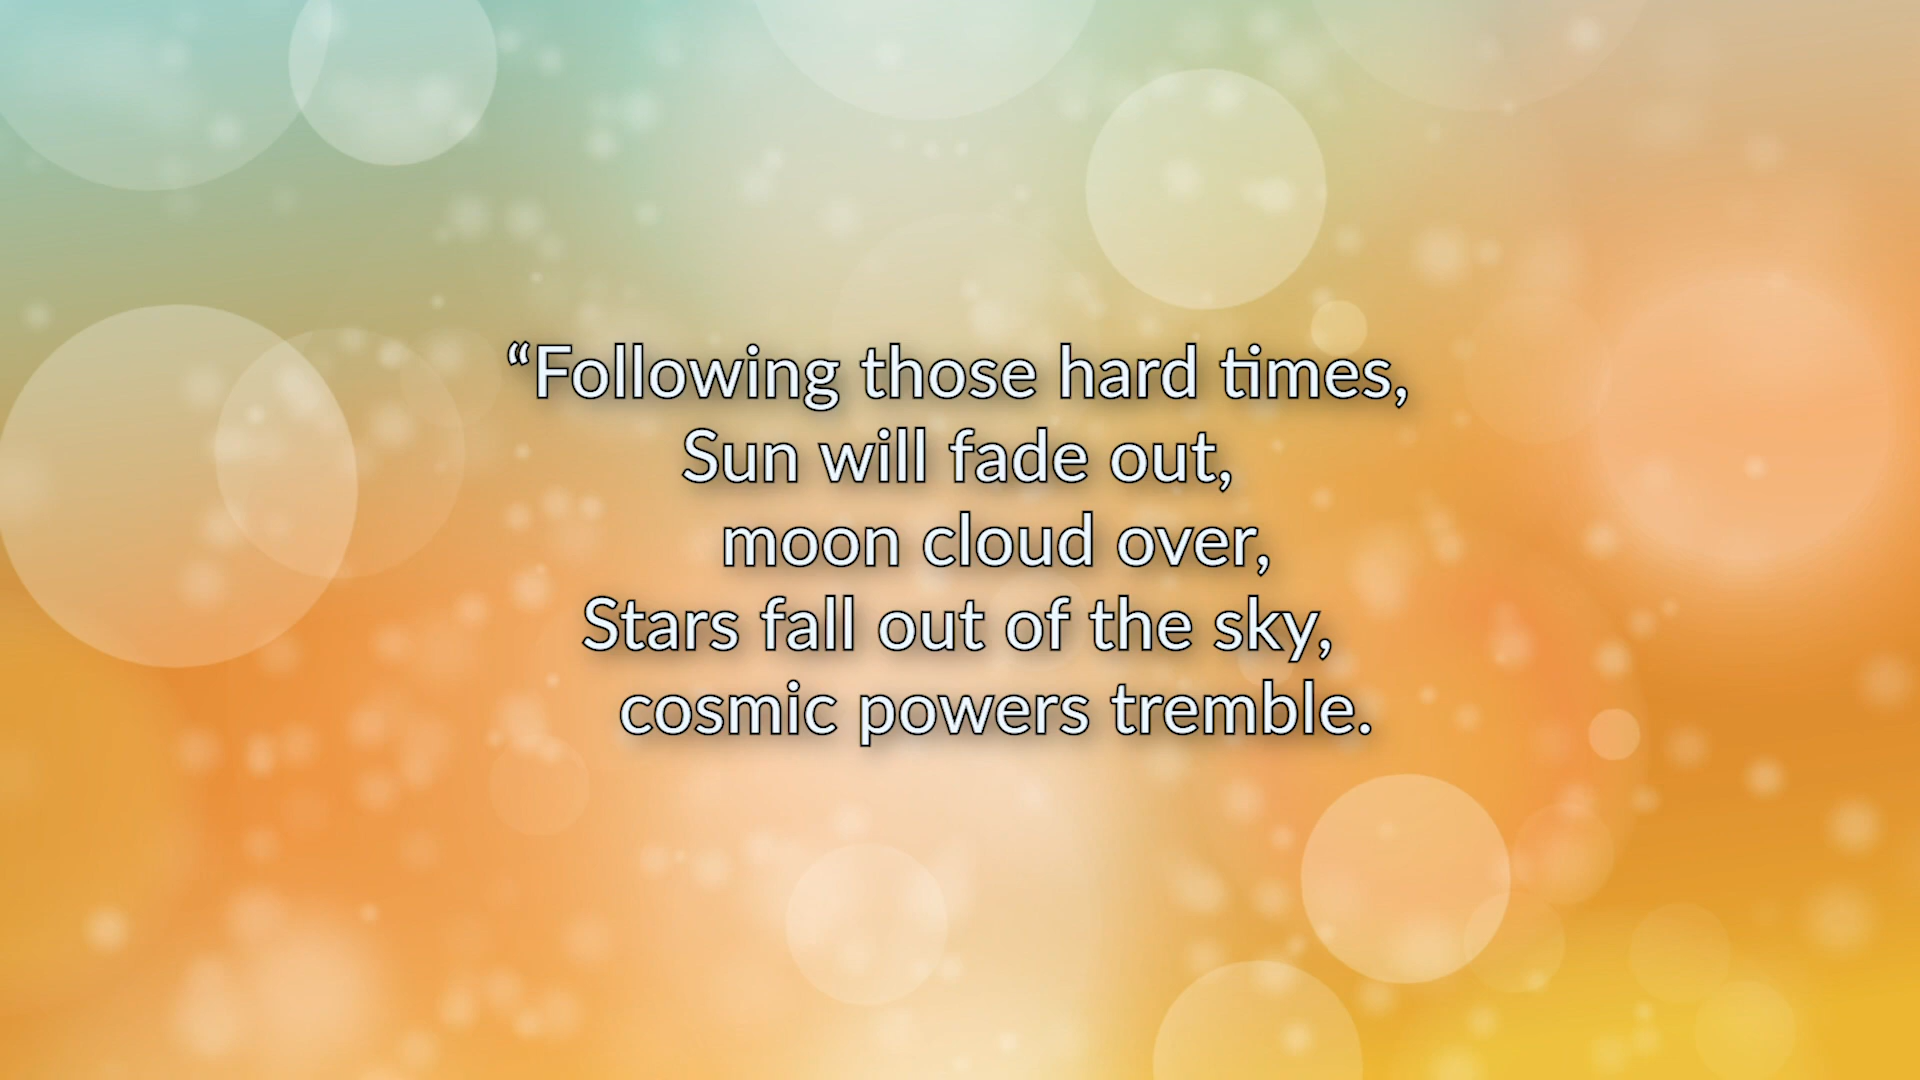 “Following those hard times,
Sun will fade out,
moon cloud over,
Stars fall out of the sky,
cosmic powers tremble.